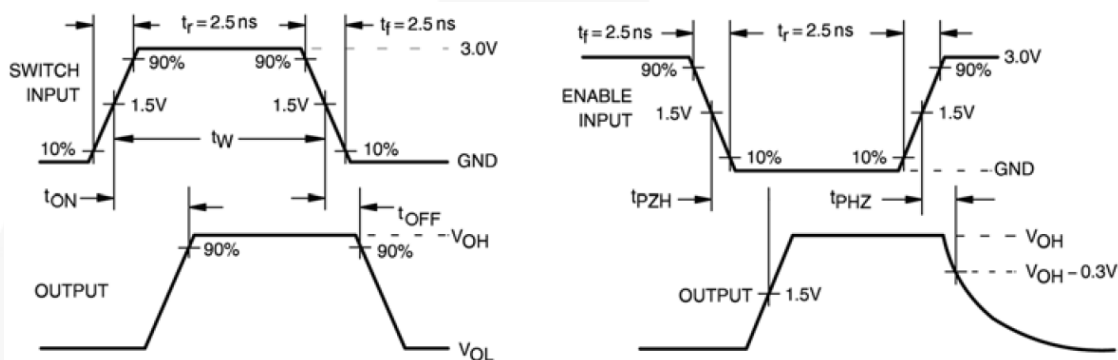 tr = 2.5 ns
tf = 2.5 ns
3.0V
90%
90%
SWITCH
INPUT
1.5V
1.5V
tW
10%
10%
GND
tON
tOFF
VOH
90%
90%
OUTPUT
VOL
tf = 2.5 ns
tr = 2.5 ns
3.0V
90%
90%
ENABLE
INPUT
1.5V
1.5V
10%
10%
GND
tPZH
tPHZ
VOH
VOH – 0.3V
OUTPUT
1.5V